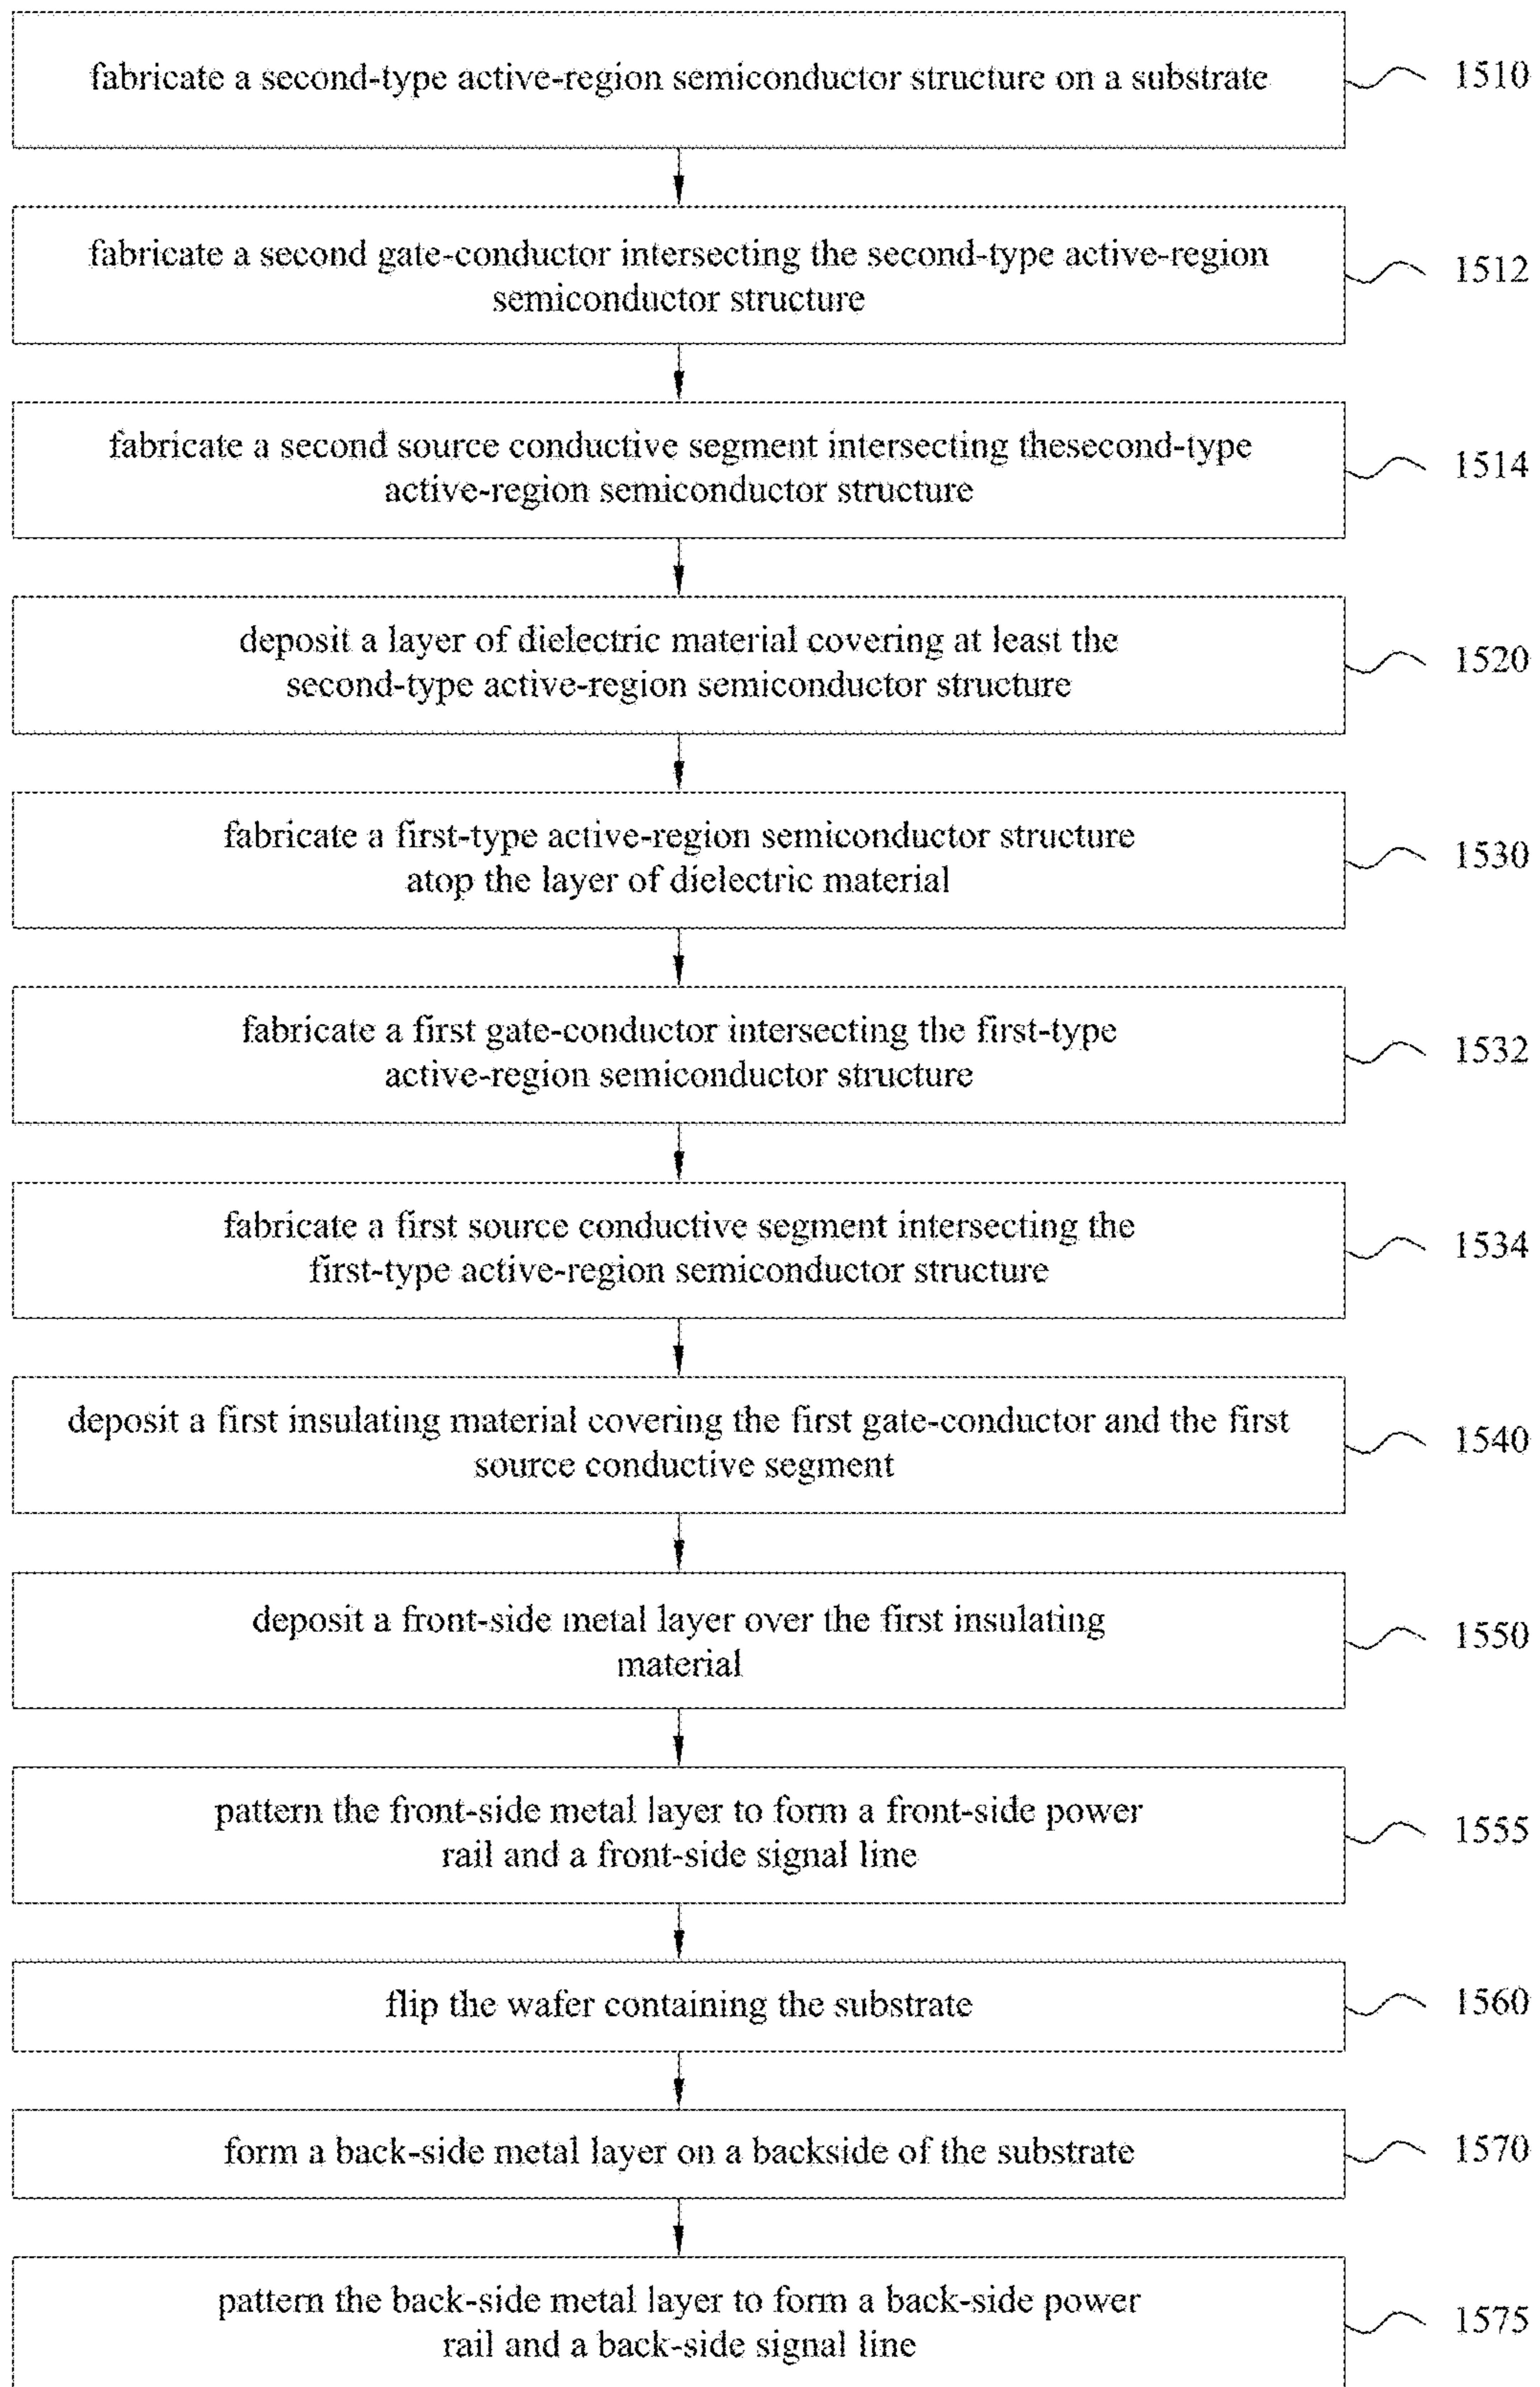 fabricate a second-type active-region semiconductor structure on a substrate
1510
fabricate a second gate-conductor intersecting the second-type active-region
semiconductor structure
1512
fabricate a second source conductive segment intersecting thesecond-type
active-region semiconductor structure
1514
deposit a layer of dielectric material covering at least the
second-type active-region semiconductor structure
1520
fabricate a first-type active-region semiconductor structure
atop the layer of dielectric material
1530
fabricate a first gate-conductor intersecting the first-type
active-region semiconductor structure
1532
fabricate a first source conductive segment intersecting the
first-type active-region semiconductor structure
1534
deposit a first insulating material covering the first gate-conductor and the first
source conductive segment
1540
deposit a front-side metal layer over the first insulating
material
1550
pattern the front-side metal layer to form a front-side power
rail and a front-side signal line
1555
flip the wafer containing the substrate
1560
form a back-side metal layer on a backside of the substrate
1570
pattern the back-side metal layer to form a back-side power
rail and a back-side signal line
1575